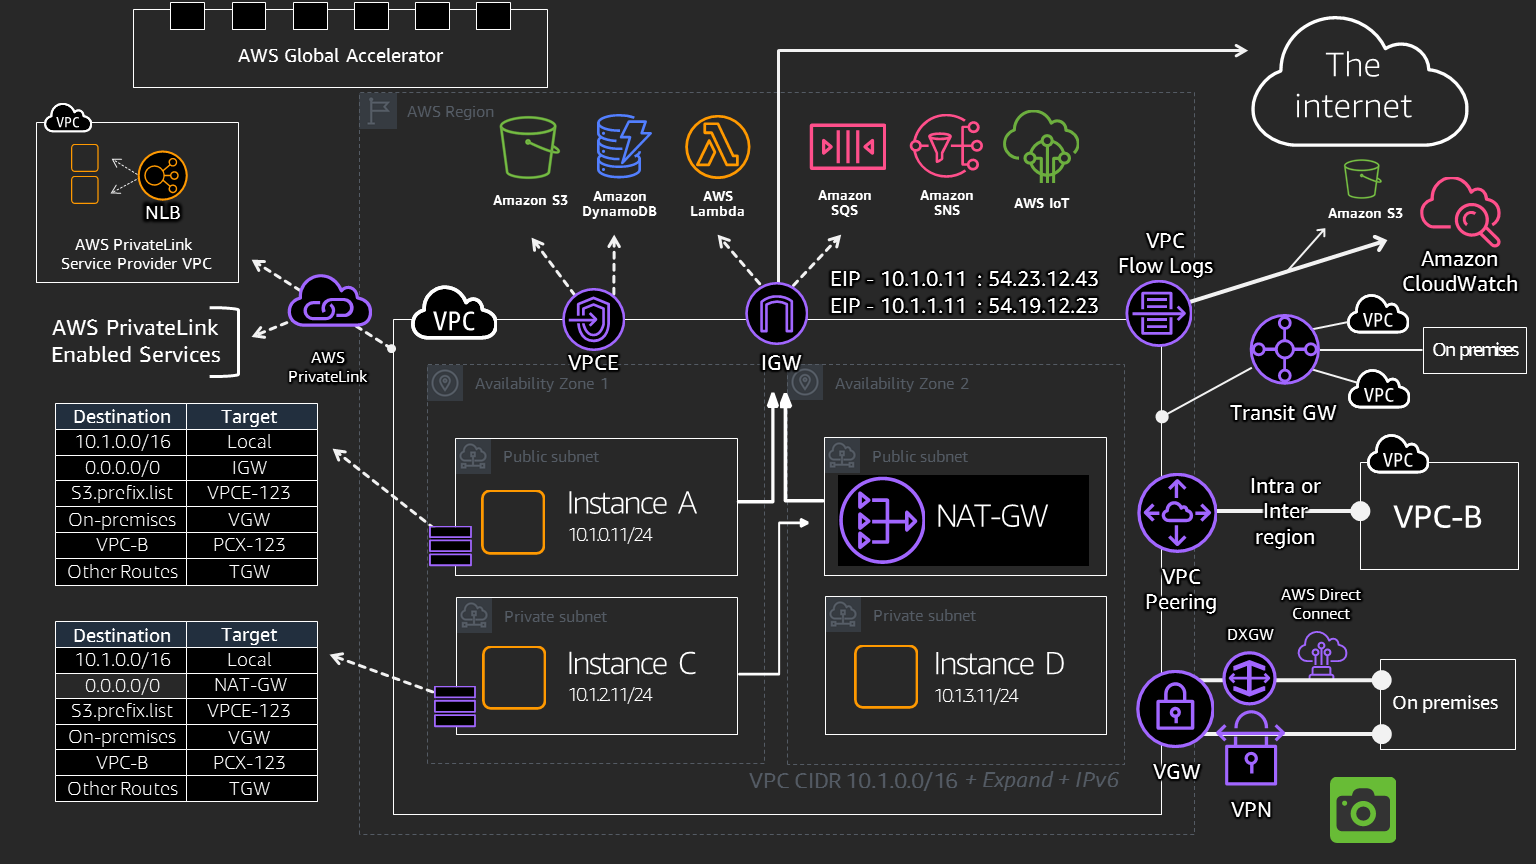 AWS Global Accelerator
The
internet
AWS Region
Amazon S3
Amazon
DynamoDB
AWS
Lambda
Amazon
SQS
Amazon
SNS
AWS IoT
VPC
NLB
AWS PrivateLink
Service Provider VPC
AWS PrivateLink
Enabled Services
AWS
PrivateLink
VPC
VPCE
IGW
EIP - 10.1.0.11 : 54.23.12.43
EIP - 10.1.1.11 : 54.19.12.23
VPC
Flow Logs
Amazon S3
Amazon
CloudWatch
VPC
On premises
VPC
Transit GW
Destination Target
10.1.0.0/16 Local
0.0.0.0/0 IGW
S3.prefix.list VPCE-123
On-premises VGW
VPC-B PCX-123
Other Routes TGW
Destination Target
10.1.0.0/16 Local
0.0.0.0/0 NAT-GW
S3.prefix.list VPCE-123
On-premises VGW
VPC-B PCX-123
Other Routes TGW
Availability Zone 1
Public subnet
Instance A
10.1.0.11/24
Private subnet
Instance C
10.1.2.11/24
Availability Zone 2
Public subnet
NAT-GW
Private subnet
Instance D
10.1.3.11/24
VPC CIDR 10.1.0.0/16 + Expand + IPv6
VPC
Peering
Intra or
Inter
region
VPC
VPC-B
AWS Direct
Connect
DXGW
On premises
VGW
VPN